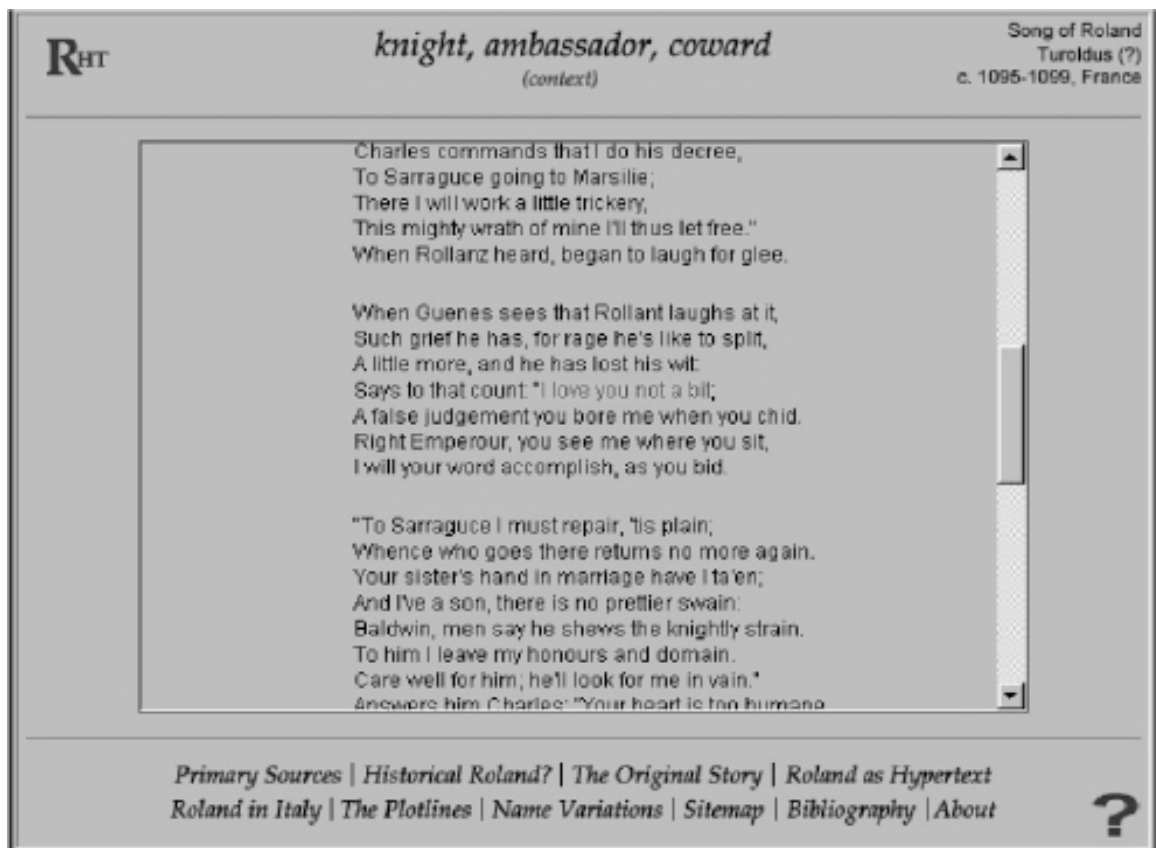 RHT
knight, ambassador, coward
(context)
Song of Roland
Turoldus (?)
c. 1095-1099, France
Charles commands that I do his decree,
To Sarraguce going to Marsilie;
There I will work a little trickery,
This mighty wrath of mine I'll thus let free."
When Rollanz heard, began to laugh for glee.
When Guenes sees that Rollant laughs at it,
Such grief he has, for rage he's like to split,
A little more, and he has lost his wit:
Says to that count: "I love you not a bit;
A false judgement you bore me when you chid.
Right Emperour, you see me where you sit,
I will your word accomplish, as you bid.
"To Sarraguce I must repair, 'tis plain;
Whence who goes there returns no more again.
Your sister's hand in marriage have I ta'en;
And I've a son, there is no prettier swain:
Baldwin, men say he shews the knightly strain.
To him I leave my honours and domain.
Care well for him; he'll look for me in vain."
Answers him Charles: "Your heart is too humane
Primary Sources | Historical Roland? | The Original Story | Roland as Hypertext
Roland in Italy | The Plotlines | Name Variations | Sitemap | Bibliography | About
?